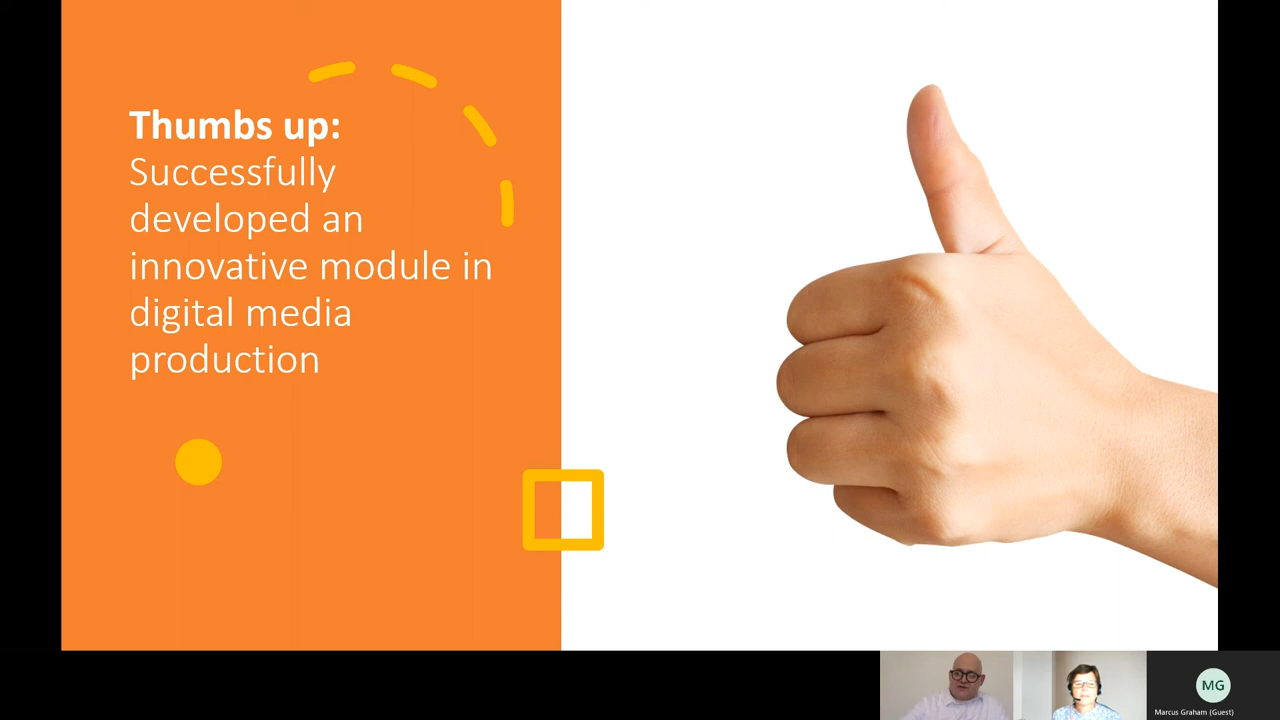 Thumbs up:
Successfully
developed an
innovative module in
digital media
production
MG
Marcus Graham (Guest)